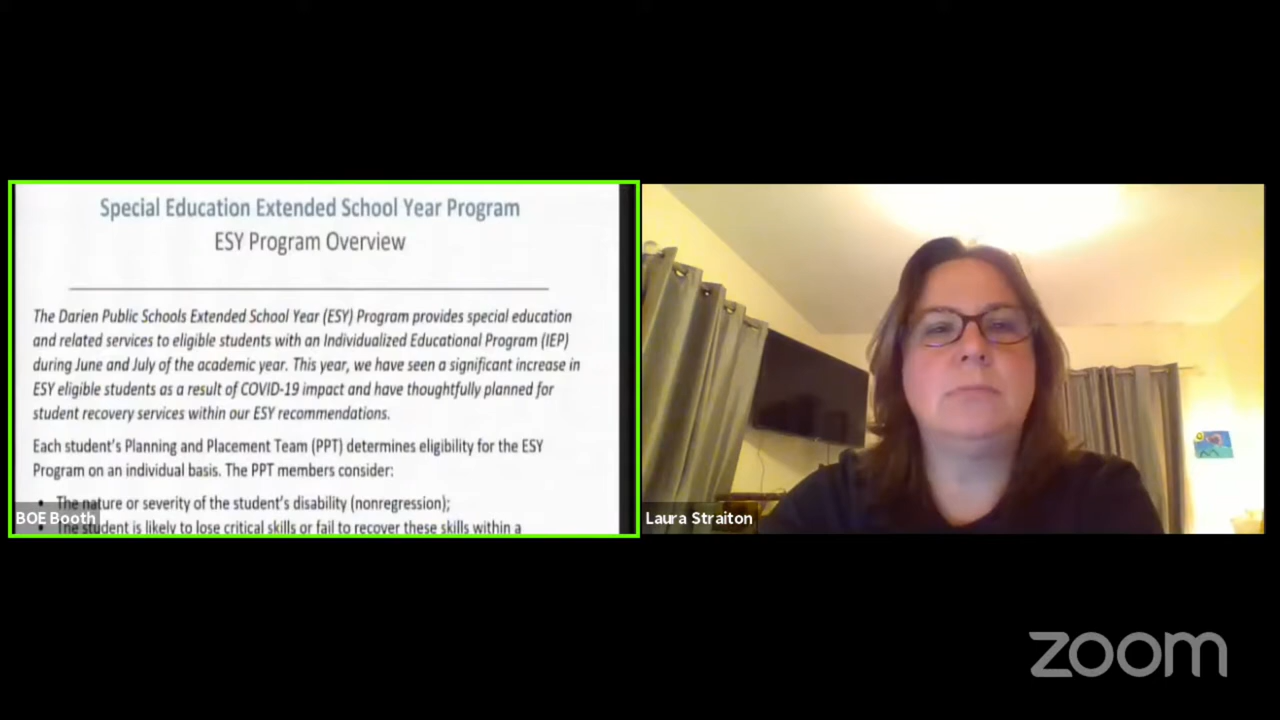 Special Education Extended School Year Program
ESY Program Overview
The Darien Public Schools Extended School Year (ESY) Program provides special education
and related services to eligible students with an Individualized Educational Program (IEP)
during June and July of the academic year. This year, we have seen a significant increase in
ESY eligible students as a result of COVID-19 impact and have thoughtfully planned for
student recovery services within our ESY recommendations.
Each student's Planning and Placement Team (PPT) determines eligibility for the ESY
Program on an individual basis. The PPT members consider:
• The nature or severity of the student's disability (nonregression);
• The student is likely to lose critical skills or fail to recover these skills within a
BOE Booth
Laura Straiton
zoom